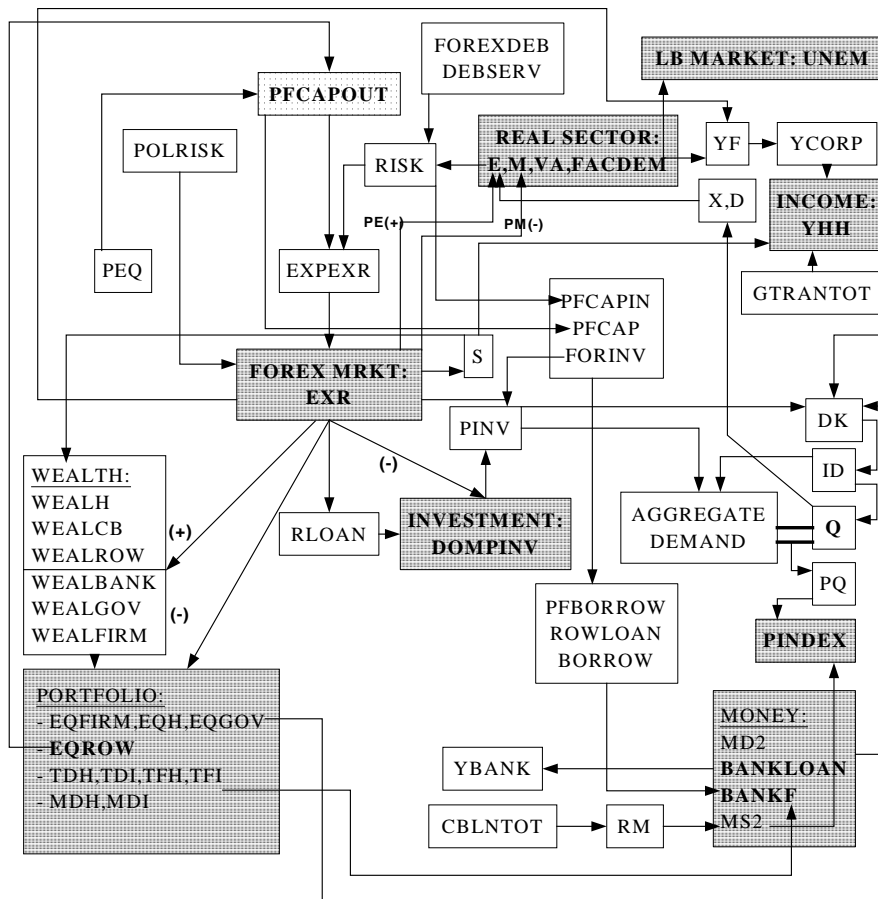 FOREXDEB
DEBSERV
LB MARKET: UNEM
PFCAPOUT
REAL SECTOR:
E,M,VA,FACDEM
YF
YCORP
POLRISK
RISK
X,D
INCOME:
YHH
PE(+)
PM(-)
PEQ
EXPEXR
GTRANTOT
PFCAPIN
PFCAP
FORINV
S
FOREX MRKT:
EXR
PINV
DK
(-)
ID
WEALTH:
WEALH
WEALCB
WEALROW
WEALBANK
WEALGOV
WEALFIRM
(+)
(-)
RLOAN
INVESTMENT:
DOMPINV
AGGREGATE
DEMAND
Q
PQ
PFBORROW
ROWLOAN
BORROW
PINDEX
PORTFOLIO:
- EQFIRM,EQH,EQGOV
- EQROW
- TDH,TDI,TFH,TFI
- MDH,MDI
YBANK
MONEY:
MD2
BANKLOAN
BANKF
MS2
CBLNTOT
RM